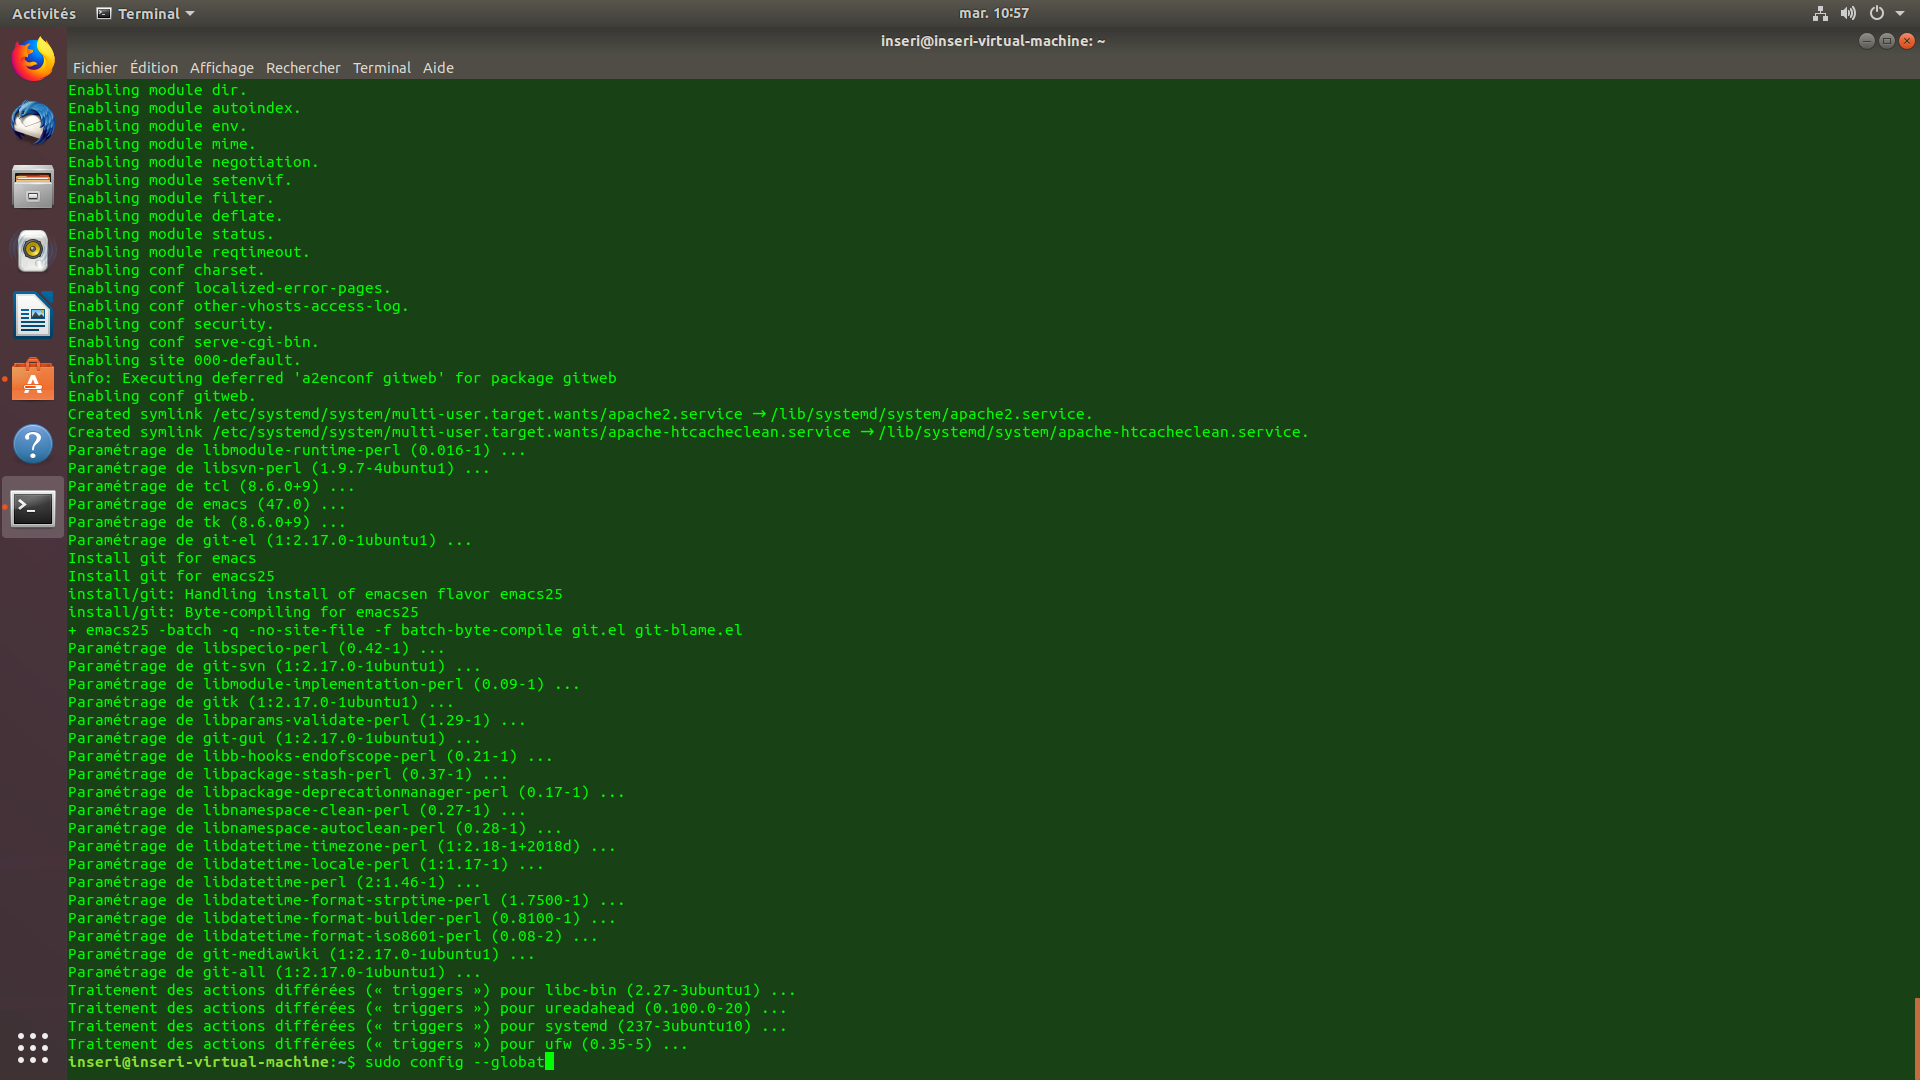 Activités Terminal mar. 10:57
inseri@inseri-virtual-machine: ~
Fichier Édition Affichage Rechercher Terminal Aide
Enabling module dir.
Enabling module autoindex.
Enabling module env.
Enabling module mime.
Enabling module negotiation.
Enabling module setenvif.
Enabling module filter.
Enabling module deflate.
Enabling module status.
Enabling module reqtimeout.
Enabling conf charset.
Enabling conf localized-error-pages.
Enabling conf other-vhosts-access-log.
Enabling conf security.
Enabling conf serve-cgi-bin.
Enabling site 000-default.
info: Executing deferred 'a2enconf gitweb' for package gitweb
Enabling conf gitweb.
Created symlink /etc/systemd/system/multi-user.target.wants/apache2.service → /lib/systemd/system/apache2.service.
Created symlink /etc/systemd/system/multi-user.target.wants/apache-htcacheclean.service → /lib/systemd/system/apache-htcacheclean.service.
Paramétrage de libmodule-runtime-perl (0.016-1) ...
Paramétrage de libsvn-perl (1.9.7-4ubuntu1) ...
Paramétrage de tcl (8.6.0+9) ...
Paramétrage de emacs (47.0) ...
Paramétrage de tk (8.6.0+9) ...
Paramétrage de git-el (1:2.17.0-1ubuntu1) ...
Install git for emacs
Install git for emacs25
install/git: Handling install of emacsen flavor emacs25
install/git: Byte-compiling for emacs25
+ emacs25 -batch -q -no-site-file -f batch-byte-compile git.el git-blame.el
Paramétrage de libspecio-perl (0.42-1) ...
Paramétrage de git-svn (1:2.17.0-1ubuntu1) ...
Paramétrage de libmodule-implementation-perl (0.09-1) ...
Paramétrage de gitk (1:2.17.0-1ubuntu1) ...
Paramétrage de libparams-validate-perl (1.29-1) ...
Paramétrage de git-gui (1:2.17.0-1ubuntu1) ...
Paramétrage de libb-hooks-endofscope-perl (0.21-1) ...
Paramétrage de libpackage-stash-perl (0.37-1) ...
Paramétrage de libpackage-deprecationmanager-perl (0.17-1) ...
Paramétrage de libnamespace-clean-perl (0.27-1) ...
Paramétrage de libnamespace-autoclean-perl (0.28-1) ...
Paramétrage de libdatetime-timezone-perl (1:2.18-1+2018d) ...
Paramétrage de libdatetime-locale-perl (1:1.17-1) ...
Paramétrage de libdatetime-perl (2:1.46-1) ...
Paramétrage de libdatetime-format-strptime-perl (1.7500-1) ...
Paramétrage de libdatetime-format-builder-perl (0.8100-1) ...
Paramétrage de libdatetime-format-iso8601-perl (0.08-2) ...
Paramétrage de git-mediawiki (1:2.17.0-1ubuntu1) ...
Paramétrage de git-all (1:2.17.0-1ubuntu1) ...
Traitement des actions différées (« triggers ») pour libc-bin (2.27-3ubuntu1) ...
Traitement des actions différées (« triggers ») pour ureadahead (0.100.0-20) ...
Traitement des actions différées (« triggers ») pour systemd (237-3ubuntu10) ...
Traitement des actions différées (« triggers ») pour ufw (0.35-5) ...
inseri@inseri-virtual-machine:~$ sudo config --globat